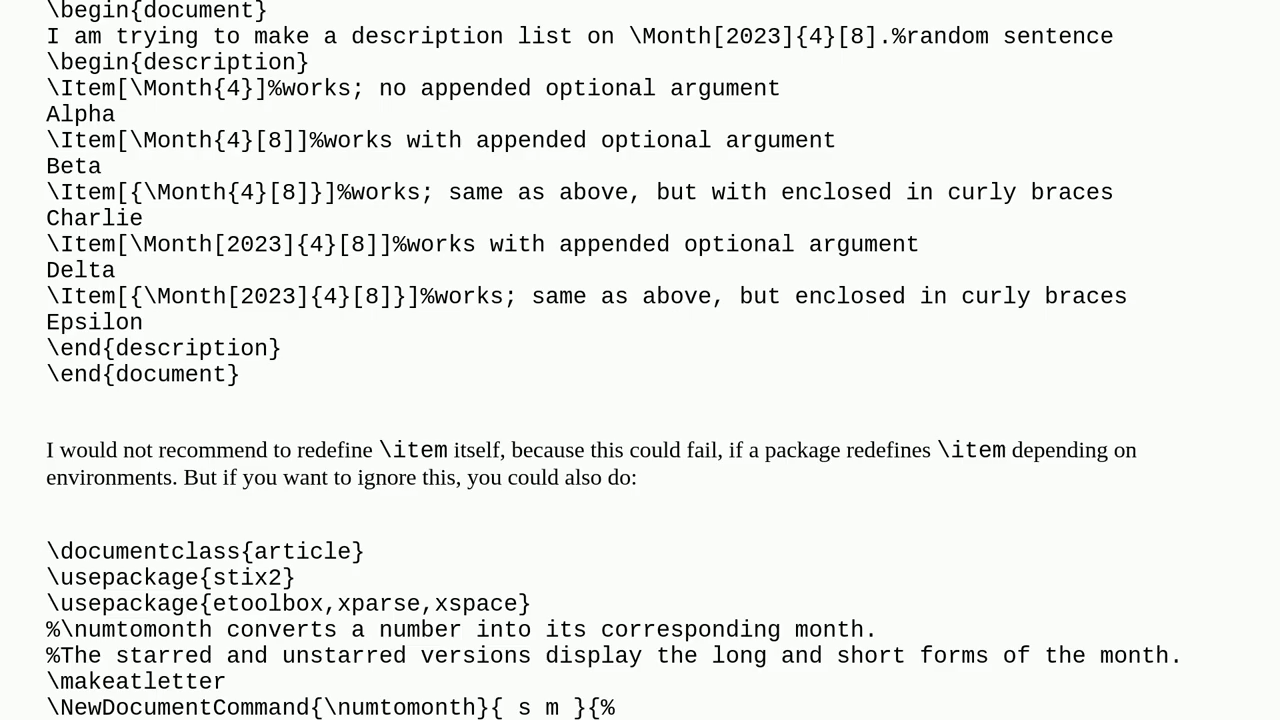 \begin{document}
I am trying to make a description list on \Month[2023]{4}[8].%random sentence
\begin{description}
\Item[\Month{4}]%works; no appended optional argument
Alpha
\Item[\Month{4}[8]]%works with appended optional argument
Beta
\Item[{\Month{4}[8]}]%works; same as above, but with enclosed in curly braces
Charlie
\Item[\Month[2023]{4}[8]]%works with appended optional argument
Delta
\Item[{\Month[2023]{4}[8]}]%works; same as above, but enclosed in curly braces
Epsilon
\end{description}
\end{document}
I would not recommend to redefine \item itself, because this could fail, if a package redefines \item depending on
environments. But if you want to ignore this, you could also do:
\documentclass{article}
\usepackage{stix2}
\usepackage{etoolbox,xparse,xspace}
%\numtomonth converts a number into its corresponding month.
%The starred and unstarred versions display the long and short forms of the month.
\makeatletter
\NewDocumentCommand{\numtomonth}{ s m }{%